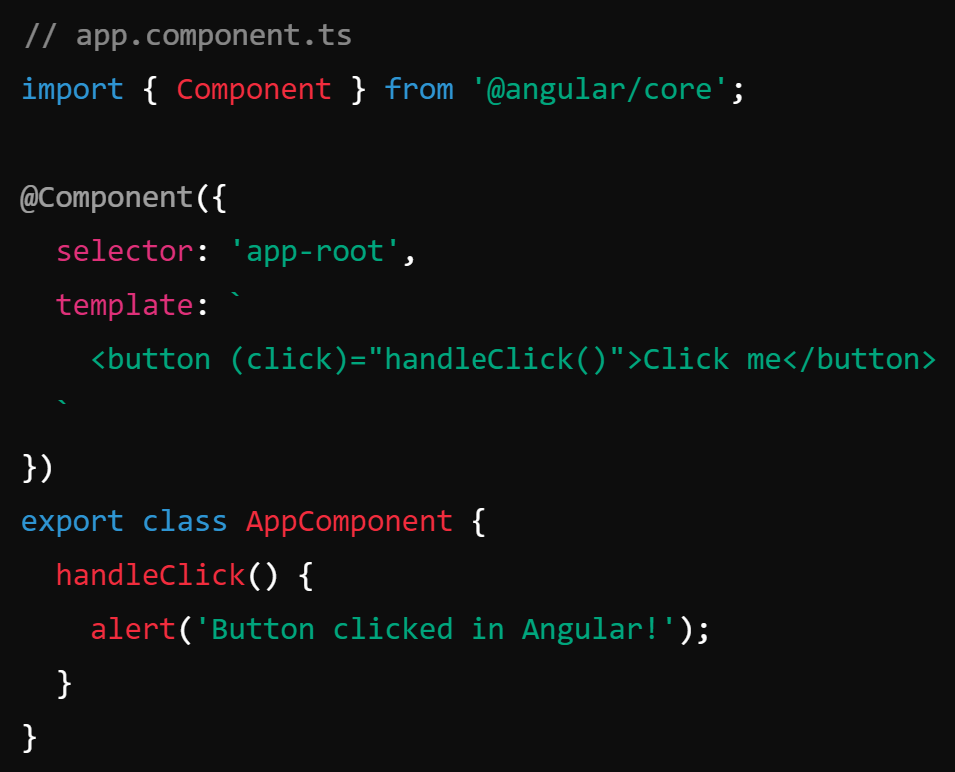 // app.component.ts
import { Component } from '@angular/core';

@Component({
  selector: 'app-root',
  template: `
    <button (click)="handleClick()">Click me</button>
  `
})
export class AppComponent {
  handleClick() {
    alert('Button clicked in Angular!');
  }
}